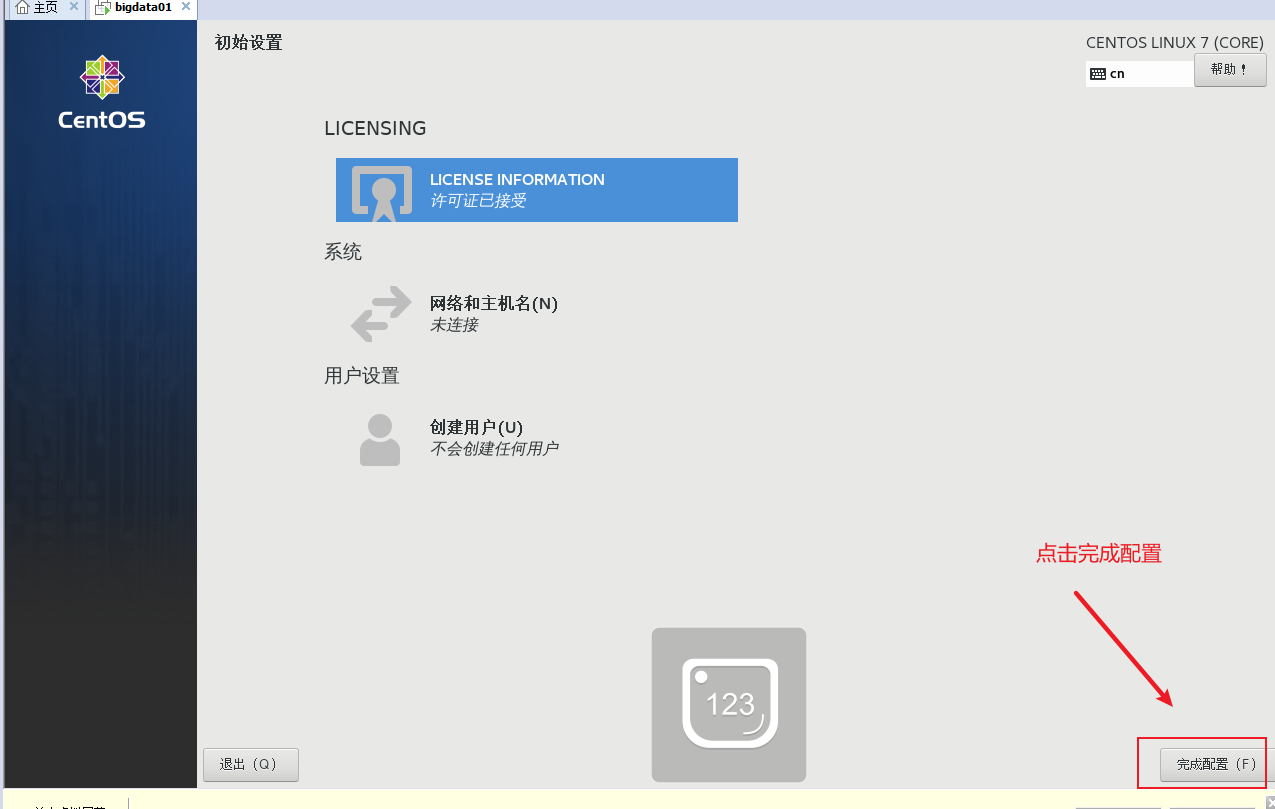 主页
bigdata01
初始设置
CENTOS LINUX 7 (CORE)
cn
帮助！
CentOS
LICENSING
LICENSE INFORMATION
许可证已接受
系统
网络和主机名(N)
未连接
用户设置
创建用户(U)
不会创建任何用户
点击完成配置
123
退出（Q）
完成配置（F）